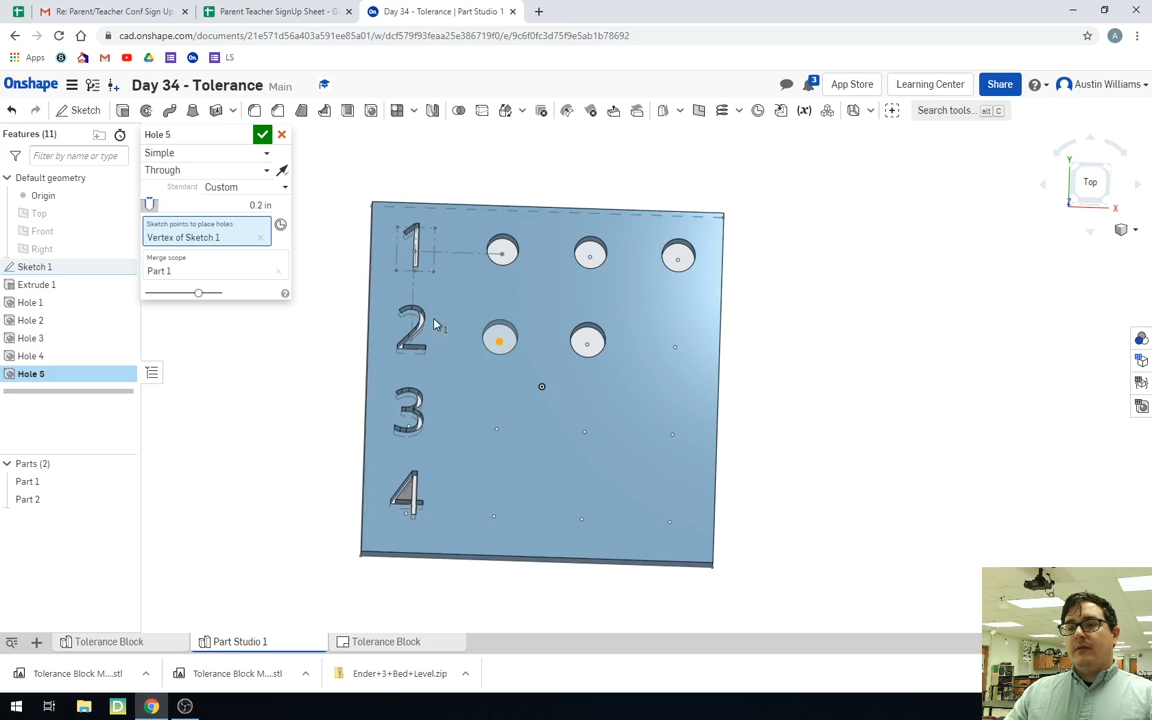 Re: Parent/Teacher Conf Sign Up
Parent Teacher SignUp Sheet - G
Day 34 - Tolerance | Part Studio 1
cad.onshape.com/documents/21e571d56a403a591ee85a01/w/dcf579f93feaa25e386719f0/e/9c6f0fc3d75f9e5ab1b78692
A
Apps
LS
Onshape
Day 34 - Tolerance Main
3
App Store
Learning Center
Share
Austin Williams
Sketch
Search tools...
alt C
Features (11)
Filter by name or type
Default geometry
Origin
Top
Front
Right
Sketch 1
Extrude 1
Hole 1
Hole 2
Hole 3
Hole 4
Hole 5
Parts (2)
Part 1
Part 2
Hole 5
Simple
Through
Standard Custom
0.2 in
Sketch points to place holes
Vertex of Sketch 1
Merge scope
Part 1
1
2
3
4
1
Y
Top
X
Tolerance Block
Part Studio 1
Tolerance Block
Tolerance Block M....stl
Tolerance Block M....stl
Ender+3+Bed+Level.zip
D